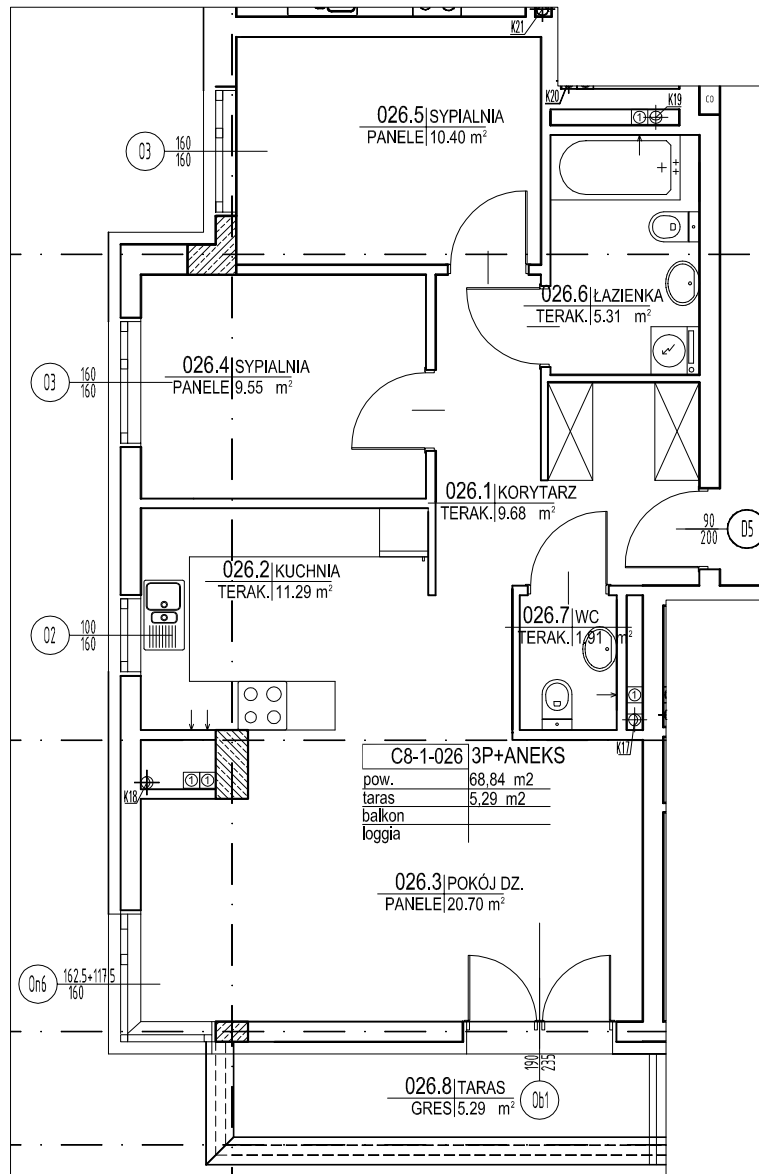 K21
026.5 SYPIALNIA
PANELE 10.40 m²
K20
K19
CO
1
03
160
160
026.6 ŁAZIENKA
TERAK. 5.31 m²
026.4 SYPIALNIA
PANELE 9.55 m²
03
160
160
026.1 KORYTARZ
TERAK. 9.68 m²
90
200
D5
026.2 KUCHNIA
TERAK. 11.29 m²
02
100
160
026.7 WC
TERAK. 1.91 m²
1
K17
C8-1-026 3P+ANEKS
pow. 68,84 m2
taras 5,29 m2
balkon
loggia
K18
1 1
026.3 POKÓJ DZ.
PANELE 20.70 m²
On6
162.5+117.5
160
190
235
Ob1
026.8 TARAS
GRES 5.29 m²